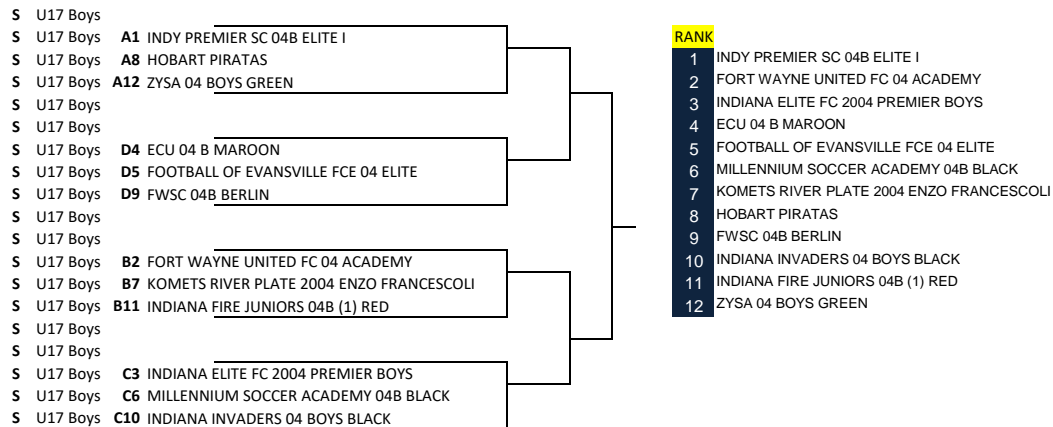 S U17 Boys
S U17 Boys A1 INDY PREMIER SC 04B ELITE I
S U17 Boys A8 HOBART PIRATAS
S U17 Boys A12 ZYSA 04 BOYS GREEN
S U17 Boys
S U17 Boys
S U17 Boys D4 ECU 04 B MAROON
S U17 Boys D5 FOOTBALL OF EVANSVILLE FCE 04 ELITE
S U17 Boys D9 FWSC 04B BERLIN
S U17 Boys
S U17 Boys
S U17 Boys B2 FORT WAYNE UNITED FC 04 ACADEMY
S U17 Boys B7 KOMETS RIVER PLATE 2004 ENZO FRANCESCOLI
S U17 Boys B11 INDIANA FIRE JUNIORS 04B (1) RED
S U17 Boys
S U17 Boys
S U17 Boys C3 INDIANA ELITE FC 2004 PREMIER BOYS
S U17 Boys C6 MILLENNIUM SOCCER ACADEMY 04B BLACK
S U17 Boys C10 INDIANA INVADERS 04 BOYS BLACK
RANK
1 INDY PREMIER SC 04B ELITE I
2 FORT WAYNE UNITED FC 04 ACADEMY
3 INDIANA ELITE FC 2004 PREMIER BOYS
4 ECU 04 B MAROON
5 FOOTBALL OF EVANSVILLE FCE 04 ELITE
6 MILLENNIUM SOCCER ACADEMY 04B BLACK
7 KOMETS RIVER PLATE 2004 ENZO FRANCESCOLI
8 HOBART PIRATAS
9 FWSC 04B BERLIN
10 INDIANA INVADERS 04 BOYS BLACK
11 INDIANA FIRE JUNIORS 04B (1) RED
12 ZYSA 04 BOYS GREEN